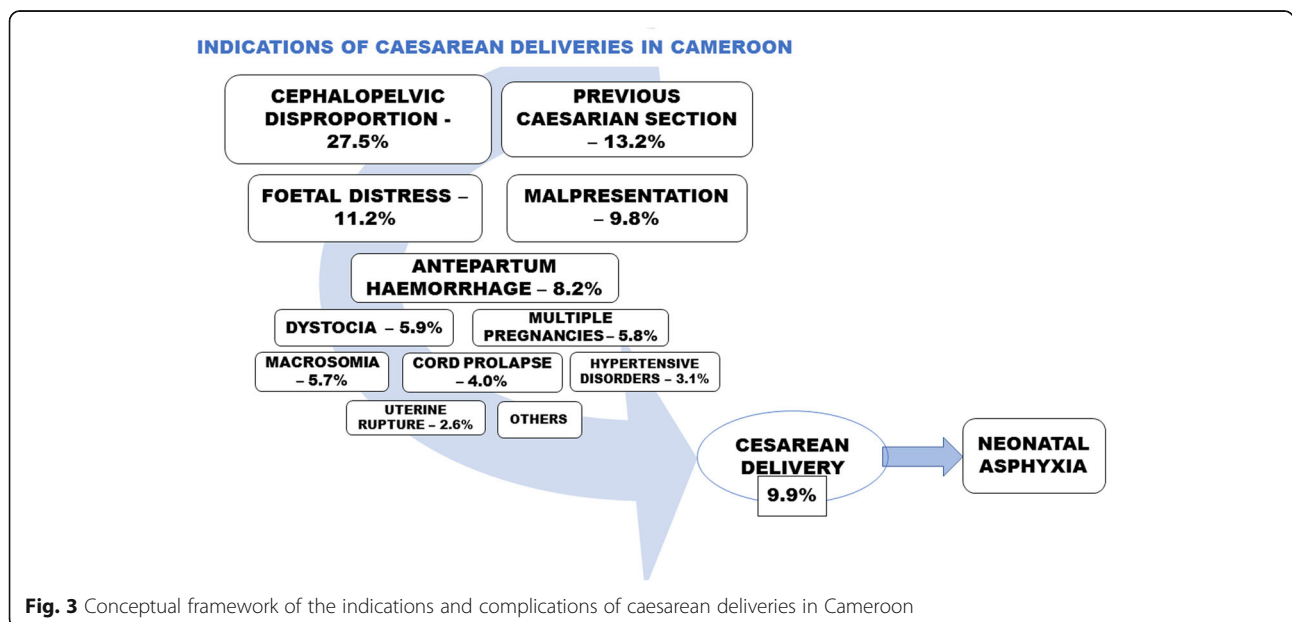 INDICATIONS OF CAESAREAN DELIVERIES IN CAMEROON
CEPHALOPELVIC
DISPROPORTION -
27.5%
PREVIOUS
CAESARIAN SECTION
– 13.2%
FOETAL DISTRESS –
11.2%
MALPRESENTATION
– 9.8%
ANTEPARTUM
HAEMORRHAGE – 8.2%
DYSTOCIA – 5.9%
MULTIPLE
PREGNANCIES – 5.8%
MACROSOMIA
– 5.7%
CORD PROLAPSE
– 4.0%
HYPERTENSIVE
DISORDERS – 3.1%
UTERINE
RUPTURE – 2.6%
OTHERS
CESAREAN
DELIVERY
9.9%
NEONATAL
ASPHYXIA
Fig. 3 Conceptual framework of the indications and complications of caesarean deliveries in Cameroon